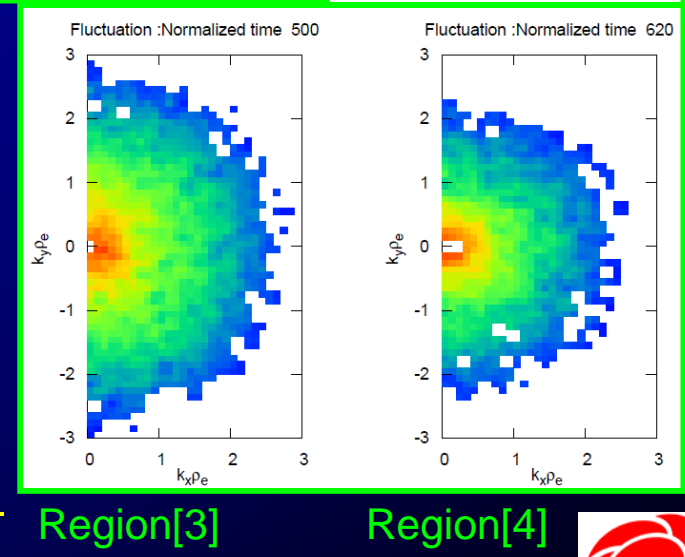 Fluctuation :Normalized time 500
3
2
1
0
-1
-2
-3
kyρe
0 1 2 3
kxρe
Fluctuation :Normalized time 620
3
2
1
0
-1
-2
-3
kyρe
0 1 2 3
kxρe
Region[3]
Region[4]